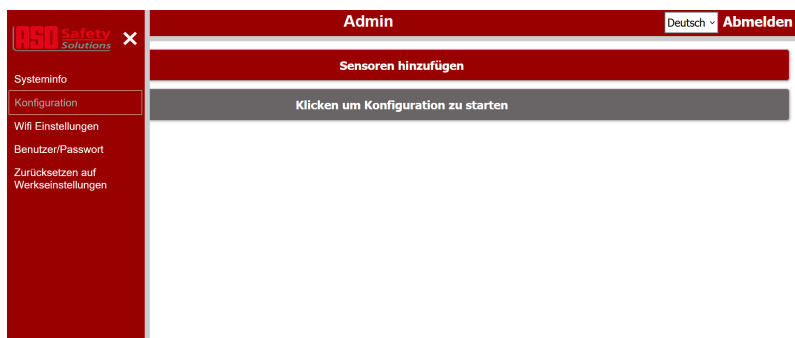 ASO Safety
Solutions
×
Admin
Deutsch
Abmelden
Systeminfo
Konfiguration
Wifi Einstellungen
Benutzer/Passwort
Zurücksetzen auf
Werkseinstellungen
Sensoren hinzufügen
Klicken um Konfiguration zu starten